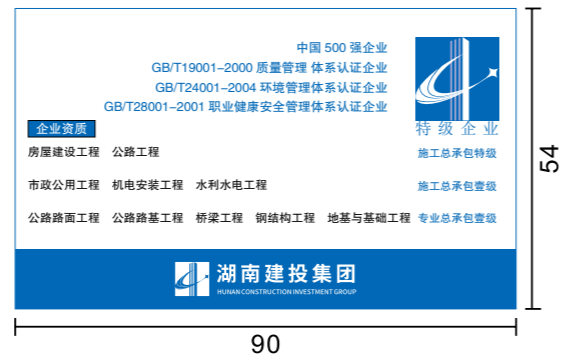 中国 500 强企业
GB/T19001-2000 质量管理 体系认证企业
GB/T24001-2004 环境管理体系认证企业
GB/T28001-2001 职业健康安全管理体系认证企业
特级企业
企业资质
房屋建设工程 公路工程 施工总承包特级
市政公用工程 机电安装工程 水利水电工程 施工总承包壹级
公路路面工程 公路路基工程 桥梁工程 钢结构工程 地基与基础工程 专业总承包壹级
湖南建投集团
HUNAN CONSTRUCTION INVESTMENT GROUP
54
90